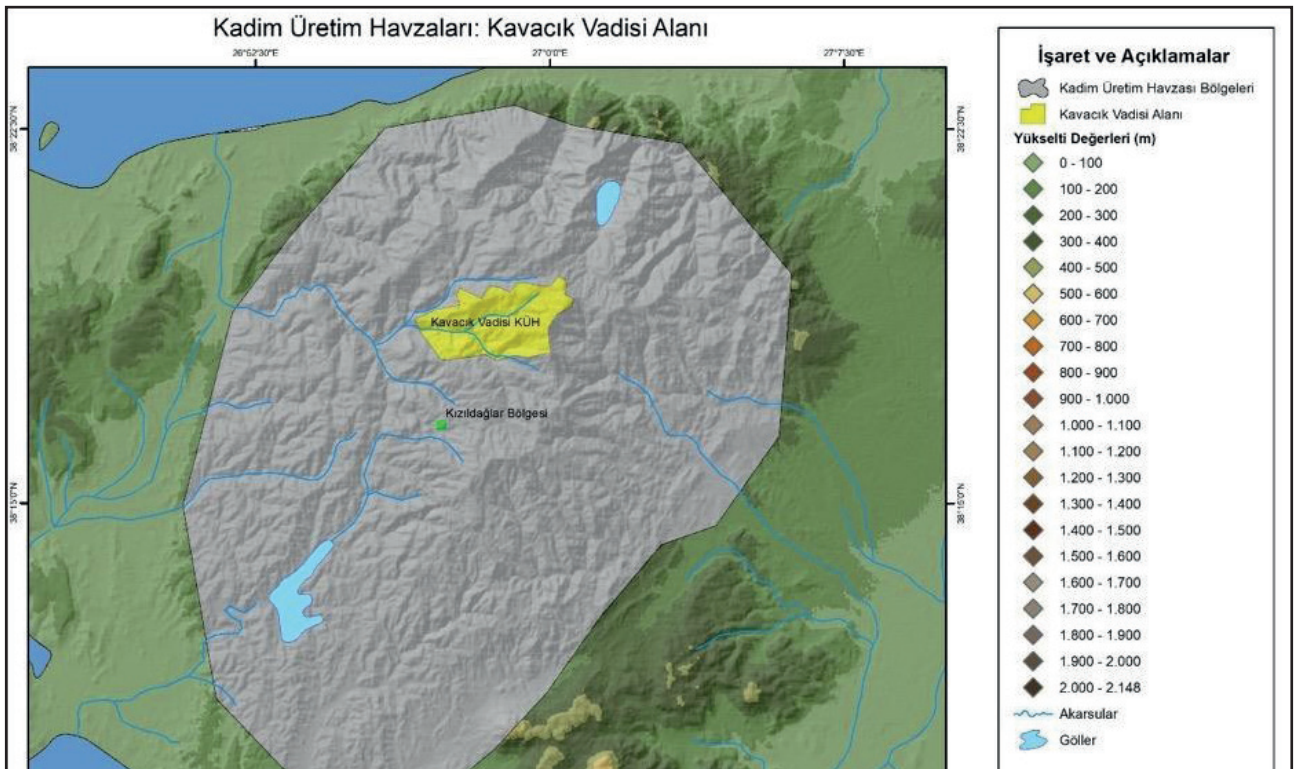 Kadim Üretim Havzaları: Kavacık Vadisi Alanı
26°52'30"E
27°0'0"E
27°7'30"E
38°22'30"N
38°22'30"N
Kavacık Vadisi KÜH
Kızıldağlar Bölgesi
38°15'0"N
38°15'0"N
İşaret ve Açıklamalar
Kadim Üretim Havzası Bölgeleri
Kavacık Vadisi Alanı
Yükselti Değerleri (m)
0 - 100
100 - 200
200 - 300
300 - 400
400 - 500
500 - 600
600 - 700
700 - 800
800 - 900
900 - 1.000
1.000 - 1.100
1.100 - 1.200
1.200 - 1.300
1.300 - 1.400
1.400 - 1.500
1.500 - 1.600
1.600 - 1.700
1.700 - 1.800
1.800 - 1.900
1.900 - 2.000
2.000 - 2.148
Akarsular
Göller